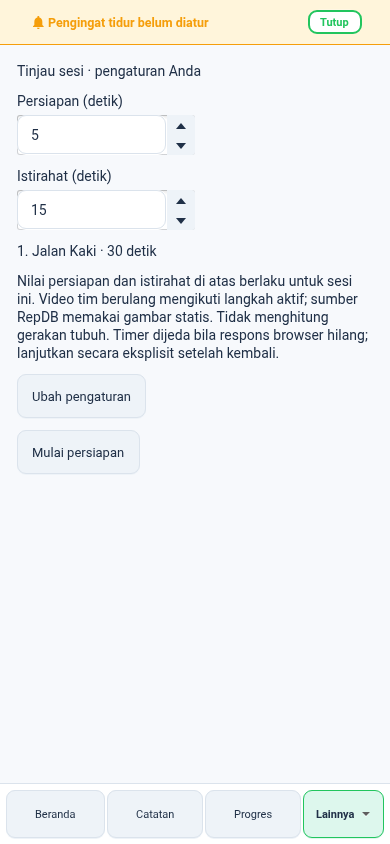 Pengingat tidur belum diatur
Tutup
Tinjau sesi · pengaturan Anda
Persiapan (detik)
5
Istirahat (detik)
15
1. Jalan Kaki · 30 detik
Nilai persiapan dan istirahat di atas berlaku untuk sesi
ini. Video tim berulang mengikuti langkah aktif; sumber
RepDB memakai gambar statis. Tidak menghitung
gerakan tubuh. Timer dijeda bila respons browser hilang;
lanjutkan secara eksplisit setelah kembali.
Ubah pengaturan
Mulai persiapan
Beranda
Catatan
Progres
Lainnya